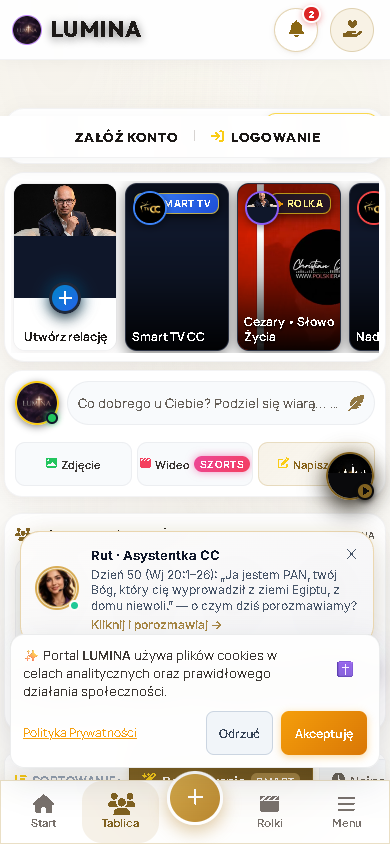 LUMINA
2
ZAŁÓŻ KONTO
LOGOWANIE
SMART TV
ROLKA
Utwórz relację
Smart TV CC
Cezary • Słowo Życia
Co dobrego u Ciebie? Podziel się wiarą... ...
Zdjęcie
Wideo SZORTS
Napisz
Rut · Asystentka CC
Dzień 50 (Wj 20:1–26): „Ja jestem PAN, twój
Bóg, który cię wyprowadził z ziemi Egiptu, z
domu niewoli.” — o czym dziś porozmawiamy?
Kliknij i porozmawiaj →
✨ Portal LUMINA używa plików cookies w
celach analitycznych oraz prawidłowego
działania społeczności.
Polityka Prywatności
Odrzuć
Akceptuję
SORTOWANIE:
Start
Tablica
Rolki
Menu